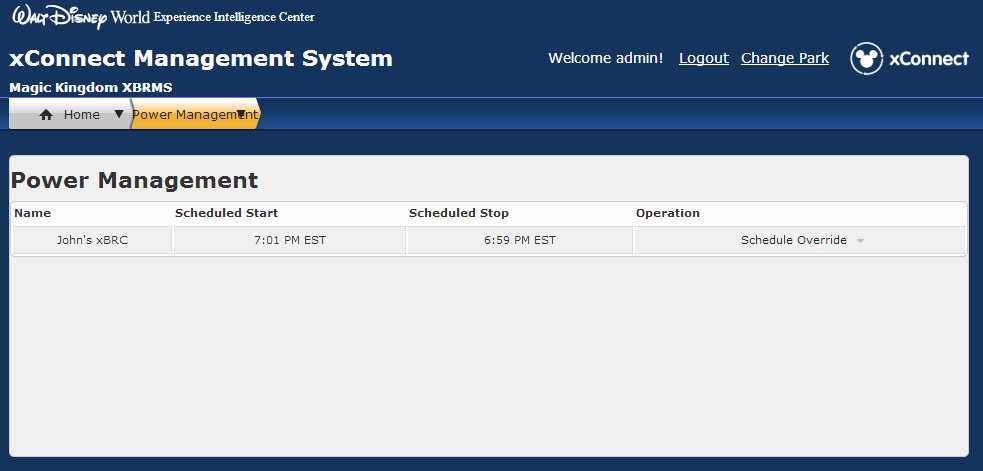 Walt Disney World Experience Intelligence Center
xConnect Management System
Welcome admin! Logout Change Park xConnect
Magic Kingdom XBRMS
Home Power Management
Power Management
Name Scheduled Start Scheduled Stop Operation
John's xBRC 7:01 PM EST 6:59 PM EST Schedule Override